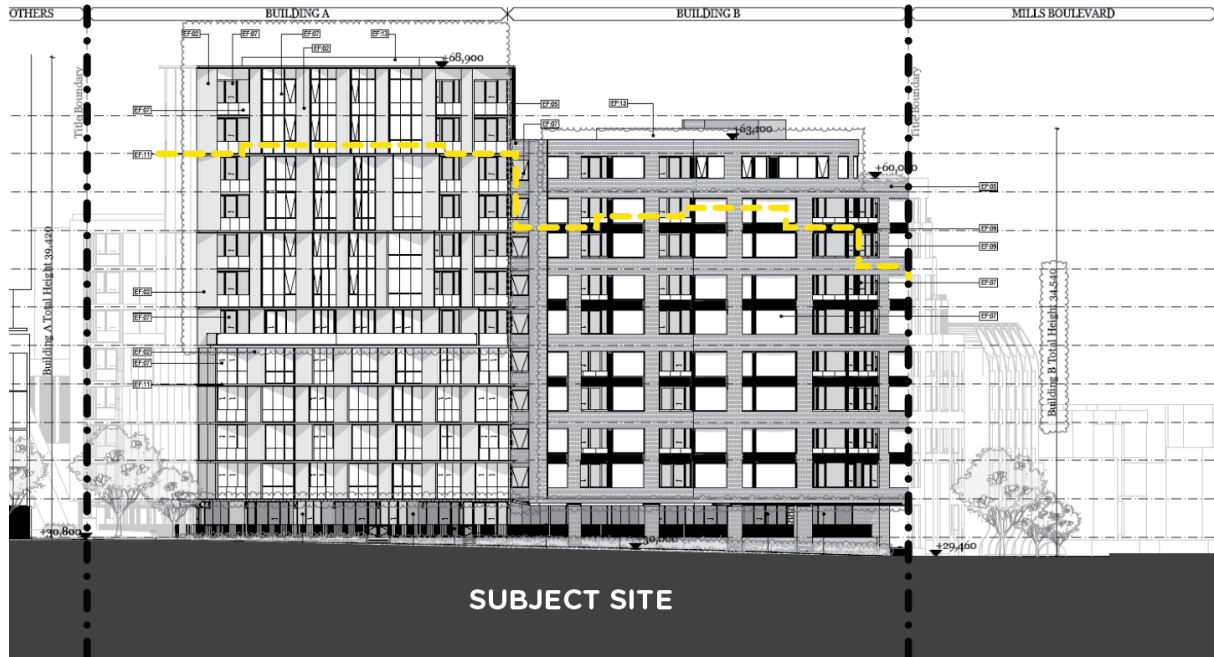 OTHERS
BUILDING A
BUILDING B
MILLS BOULEVARD
EF:02
EF:07
EF:07
EF:13
EF:02
+68,900
Title Boundary
Title Boundary
EF:07
EF:05
EF:13
EF:07
+63,100
EF:11
+60,000
EF:05
EF:09
EF:09
Building A Total Height 39.420
EF:02
EF:07
EF:07
EF:07
Building B Total Height 34.540
EF:02
EF:07
EF:11
+30,800
30,000
+29,460
SUBJECT SITE